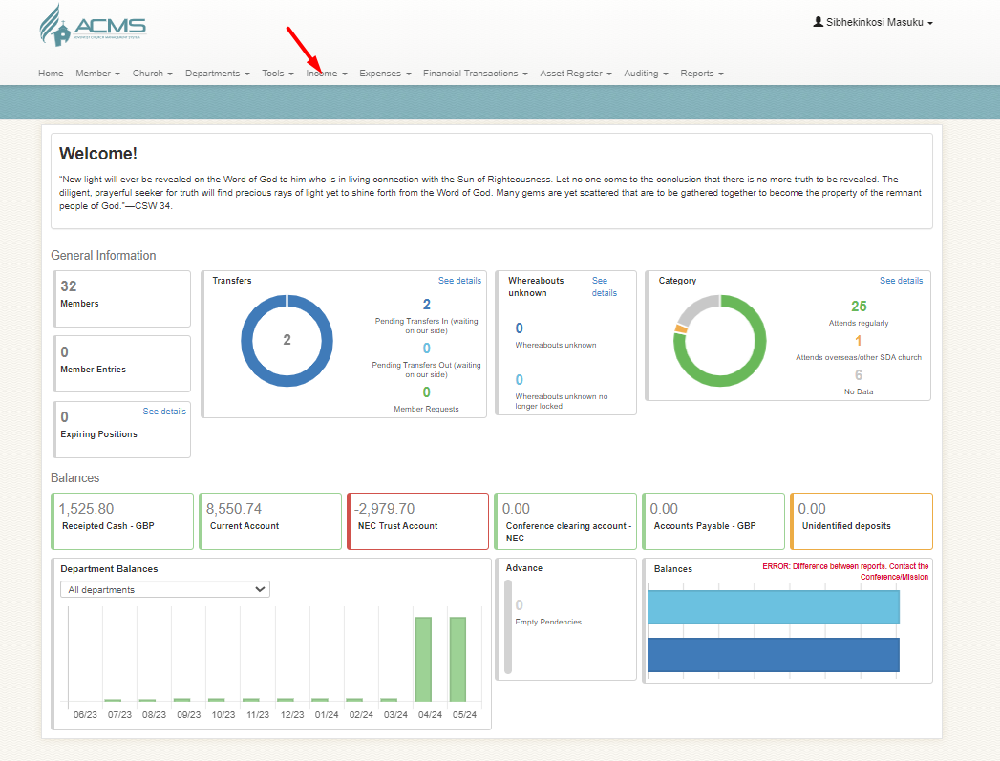 ACMS
ADVENTIST CHURCH MANAGEMENT SYSTEM
Sibhekinkosi Masuku
Home Member Church Departments Tools Income Expenses Financial Transactions Asset Register Auditing Reports
Welcome!
"New light will ever be revealed on the Word of God to him who is in living connection with the Sun of Righteousness. Let no one come to the conclusion that there is no more truth to be revealed. The
diligent, prayerful seeker for truth will find precious rays of light yet to shine forth from the Word of God. Many gems are yet scattered that are to be gathered together to become the property of the remnant
people of God."—CSW 34.
General Information
32
Members
0
Member Entries
See details
0
Expiring Positions
Transfers
See details
2
2
Pending Transfers In (waiting
on our side)
0
Pending Transfers Out (waiting
on our side)
0
Member Requests
Whereabouts
unknown
See
details
0
Whereabouts unknown
0
Whereabouts unknown no
longer locked
Category
See details
25
Attends regularly
1
Attends overseas/other SDA church
6
No Data
Balances
1,525.80
Receipted Cash - GBP
8,550.74
Current Account
-2,979.70
NEC Trust Account
0.00
Conference clearing account -
NEC
0.00
Accounts Payable - GBP
0.00
Unidentified deposits
Department Balances
All departments
06/23 07/23 08/23 09/23 10/23 11/23 12/23 01/24 02/24 03/24 04/24 05/24
Advance
0
Empty Pendencies
Balances
ERROR: Difference between reports. Contact the
Conference/Mission